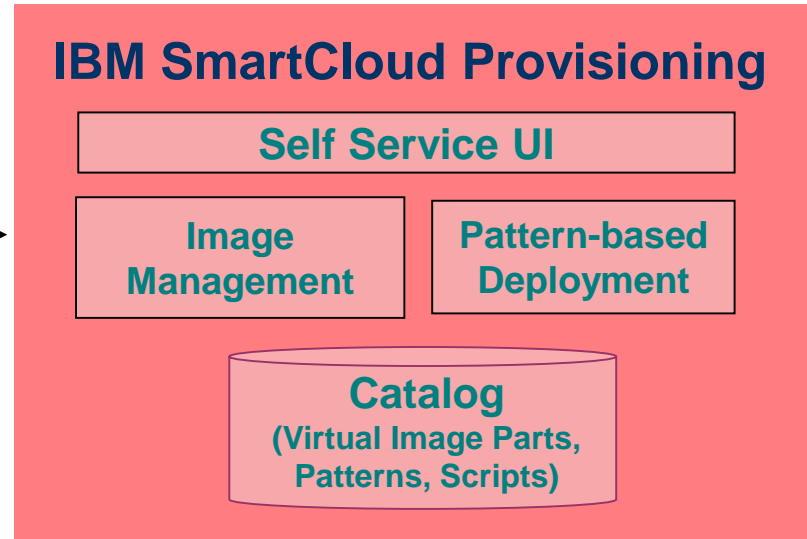 IBM SmartCloud Provisioning
Self Service UI
Image
Management
Pattern-based
Deployment
Catalog
(Virtual Image Parts,
Patterns, Scripts)